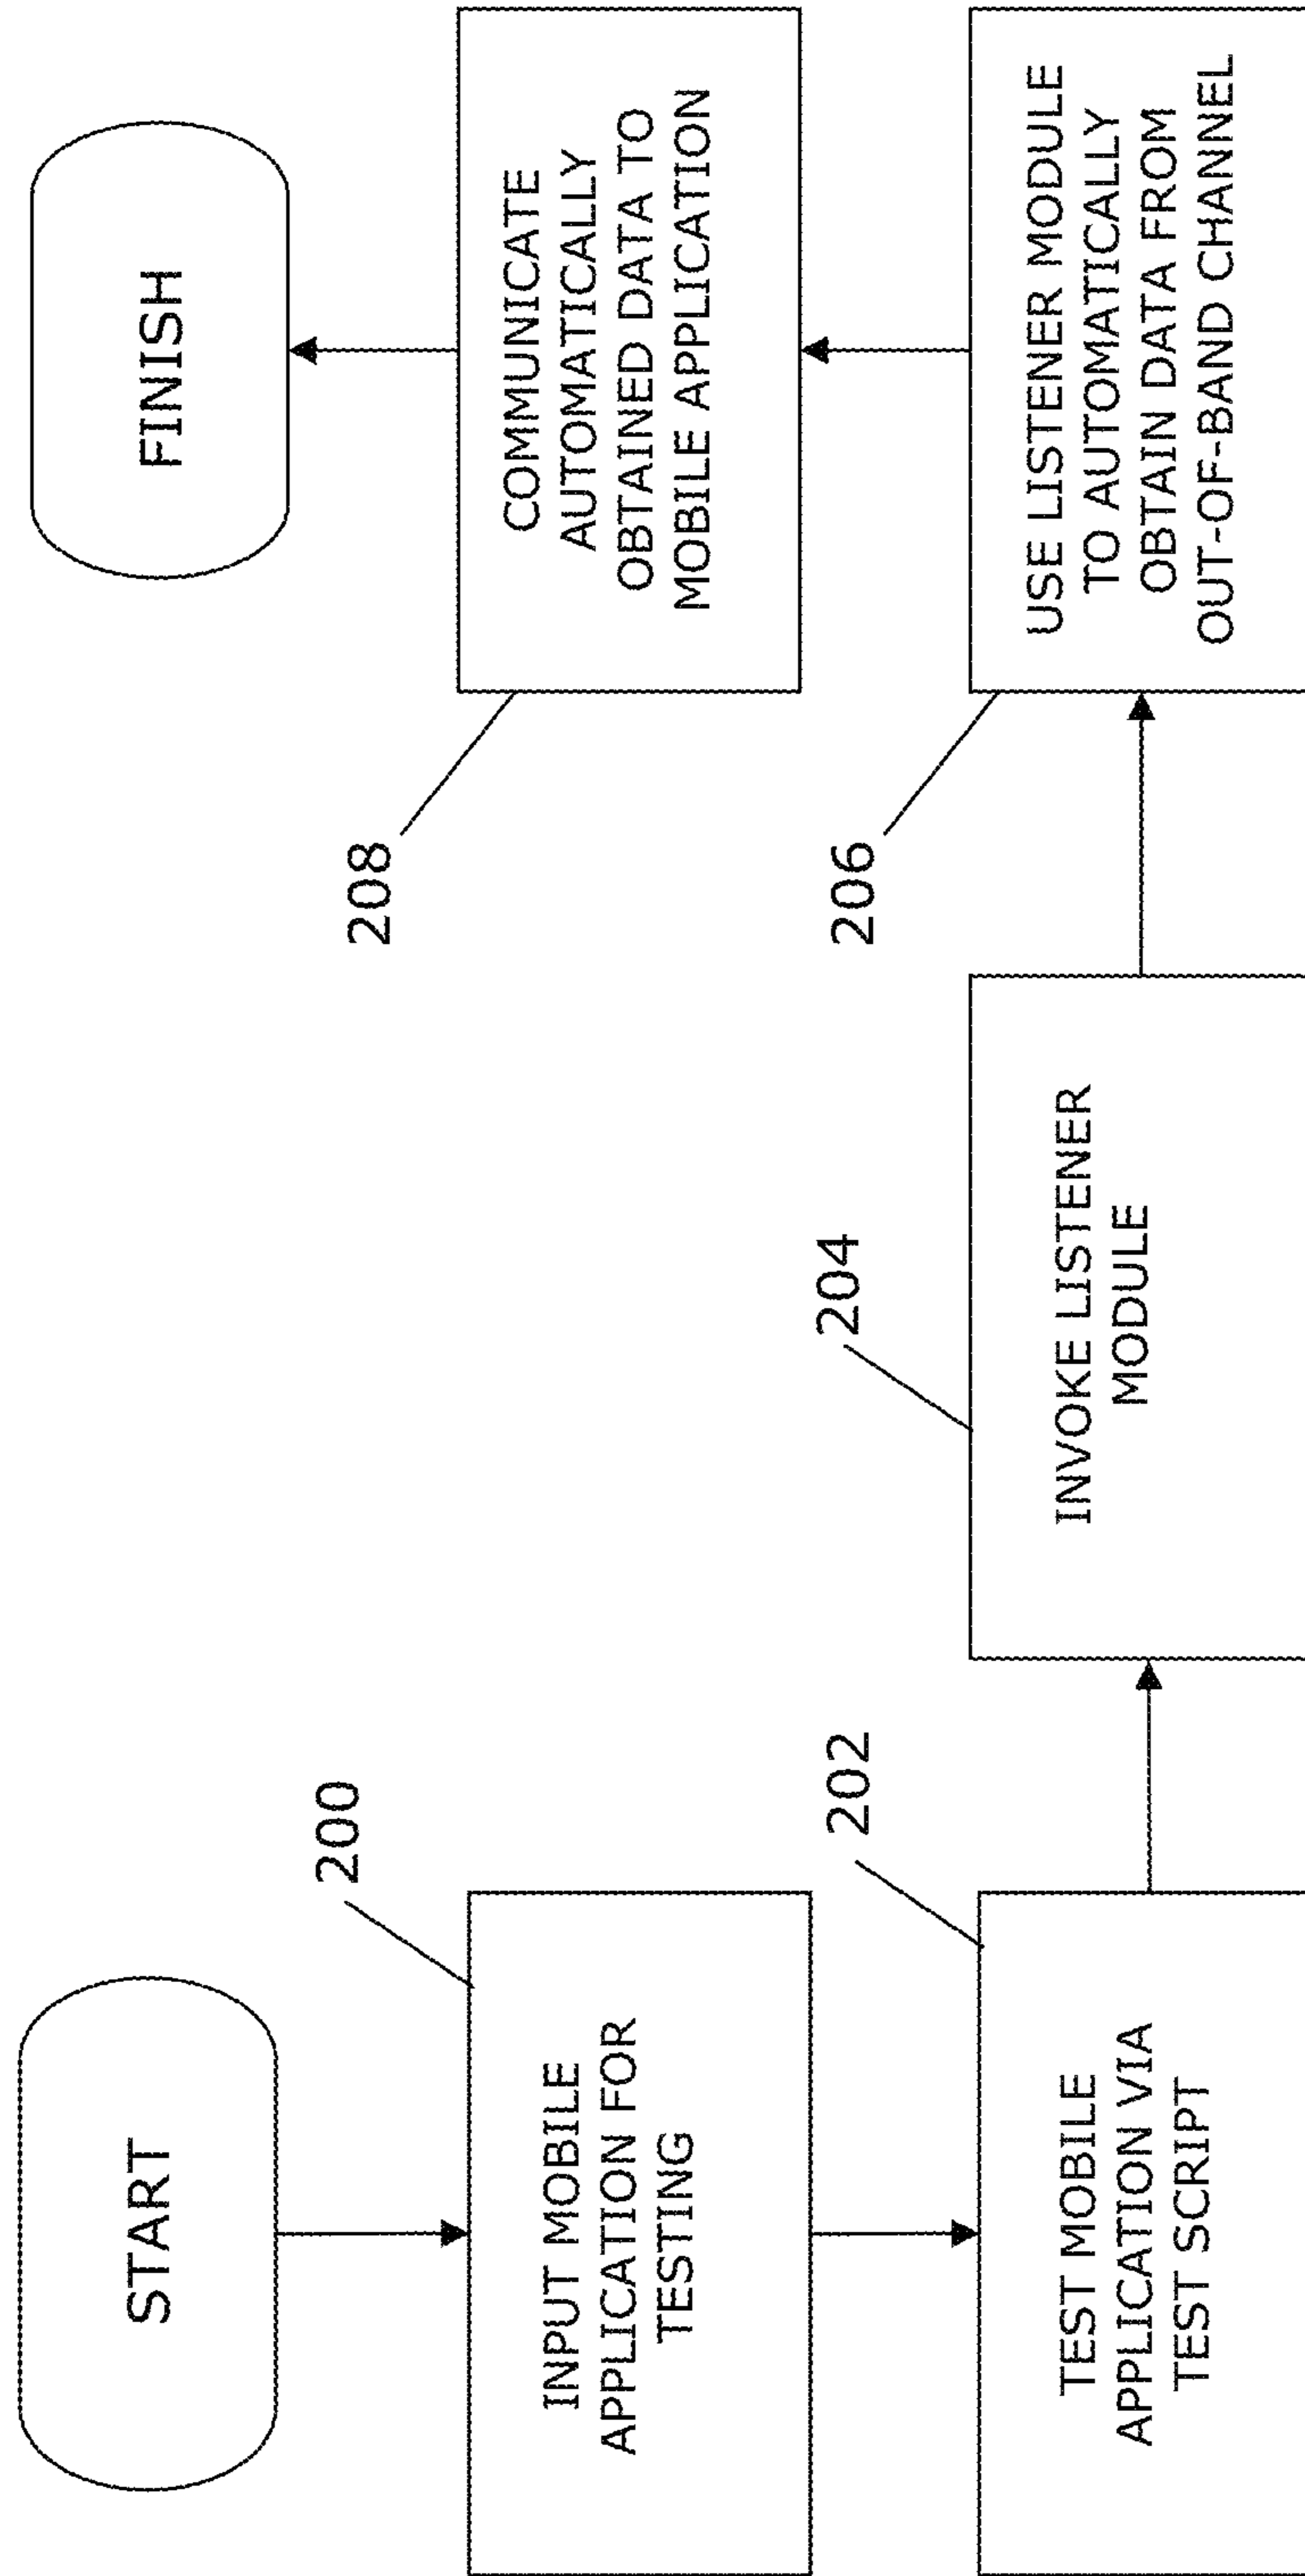 START
200
INPUT MOBILE
APPLICATION FOR
TESTING
202
TEST MOBILE
APPLICATION VIA
TEST SCRIPT
204
INVOKE LISTENER
MODULE
206
USE LISTENER MODULE
TO AUTOMATICALLY
OBTAIN DATA FROM
OUT-OF-BAND CHANNEL
208
COMMUNICATE
AUTOMATICALLY
OBTAINED DATA TO
MOBILE APPLICATION
FINISH